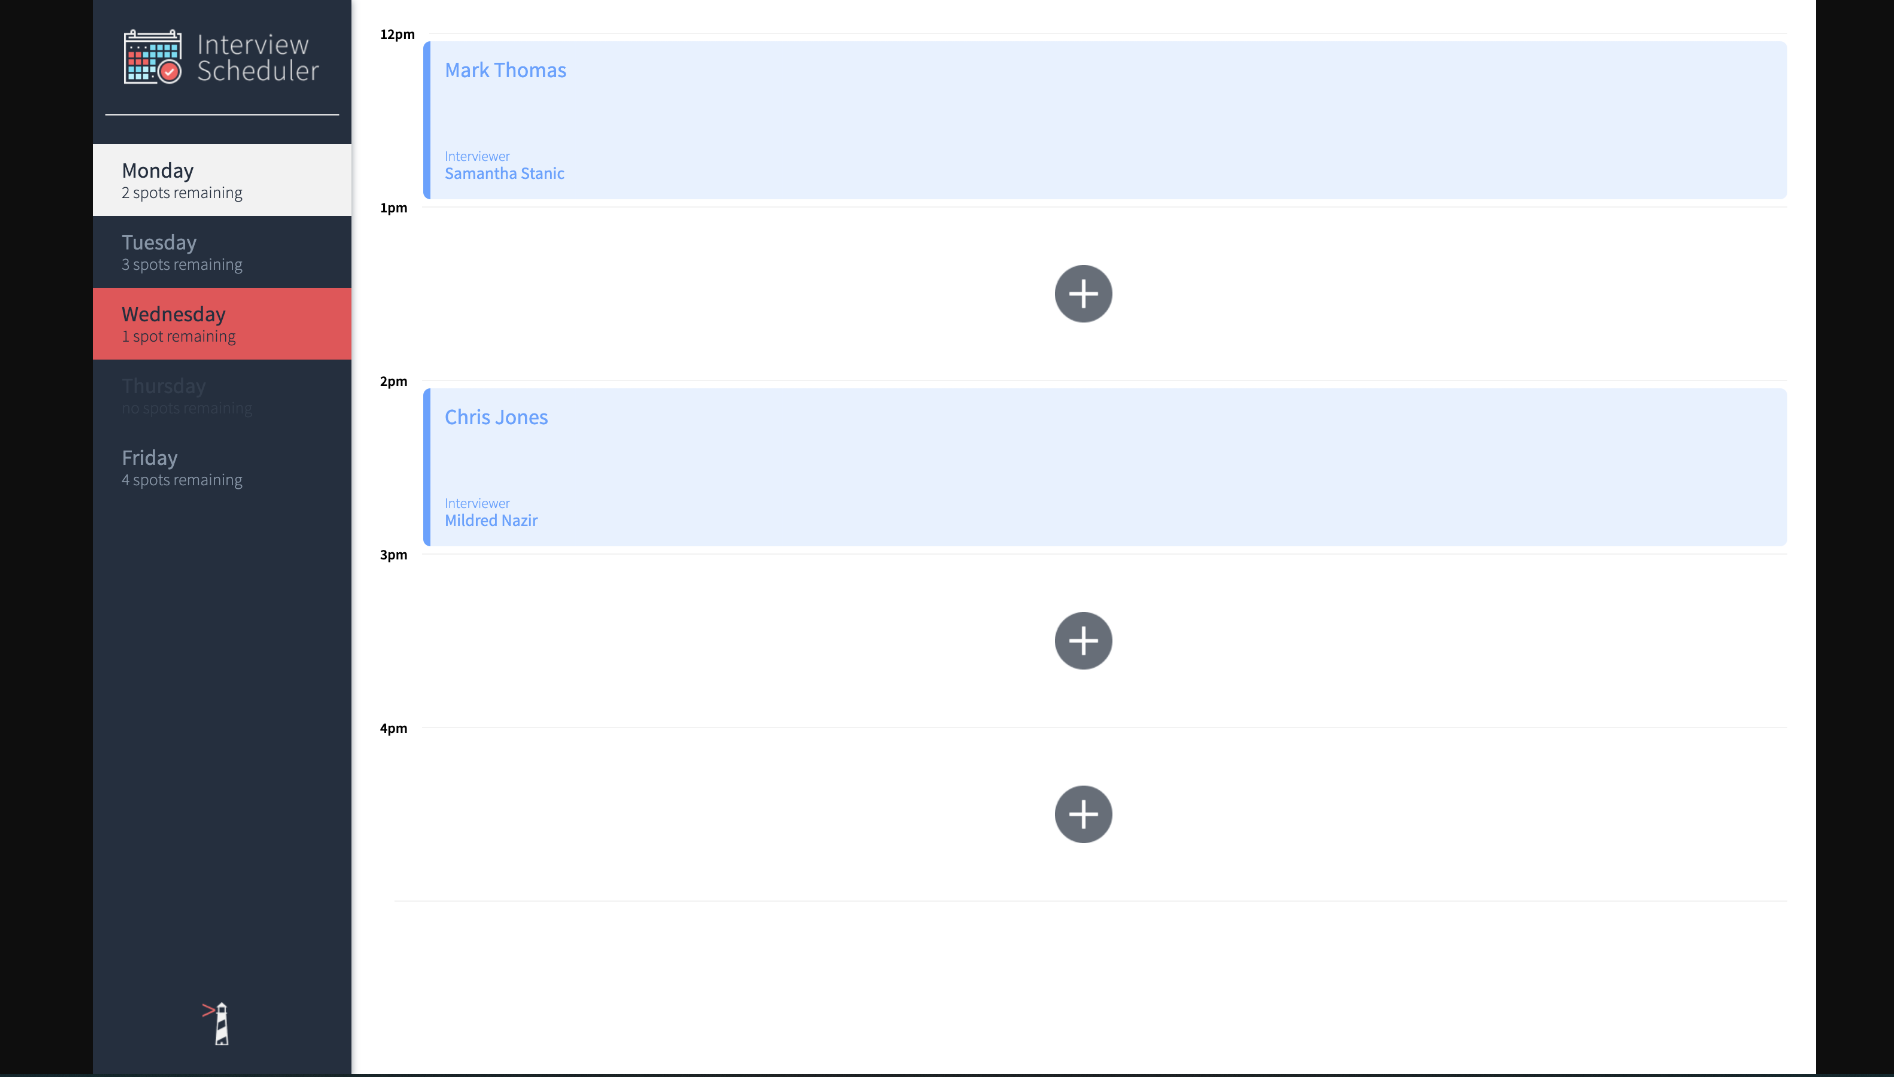 Interview
Scheduler
Monday
2 spots remaining
Tuesday
3 spots remaining
Wednesday
1 spot remaining
Thursday
no spots remaining
Friday
4 spots remaining
12pm
Mark Thomas
Interviewer
Samantha Stanic
1pm
2pm
Chris Jones
Interviewer
Mildred Nazir
3pm
4pm